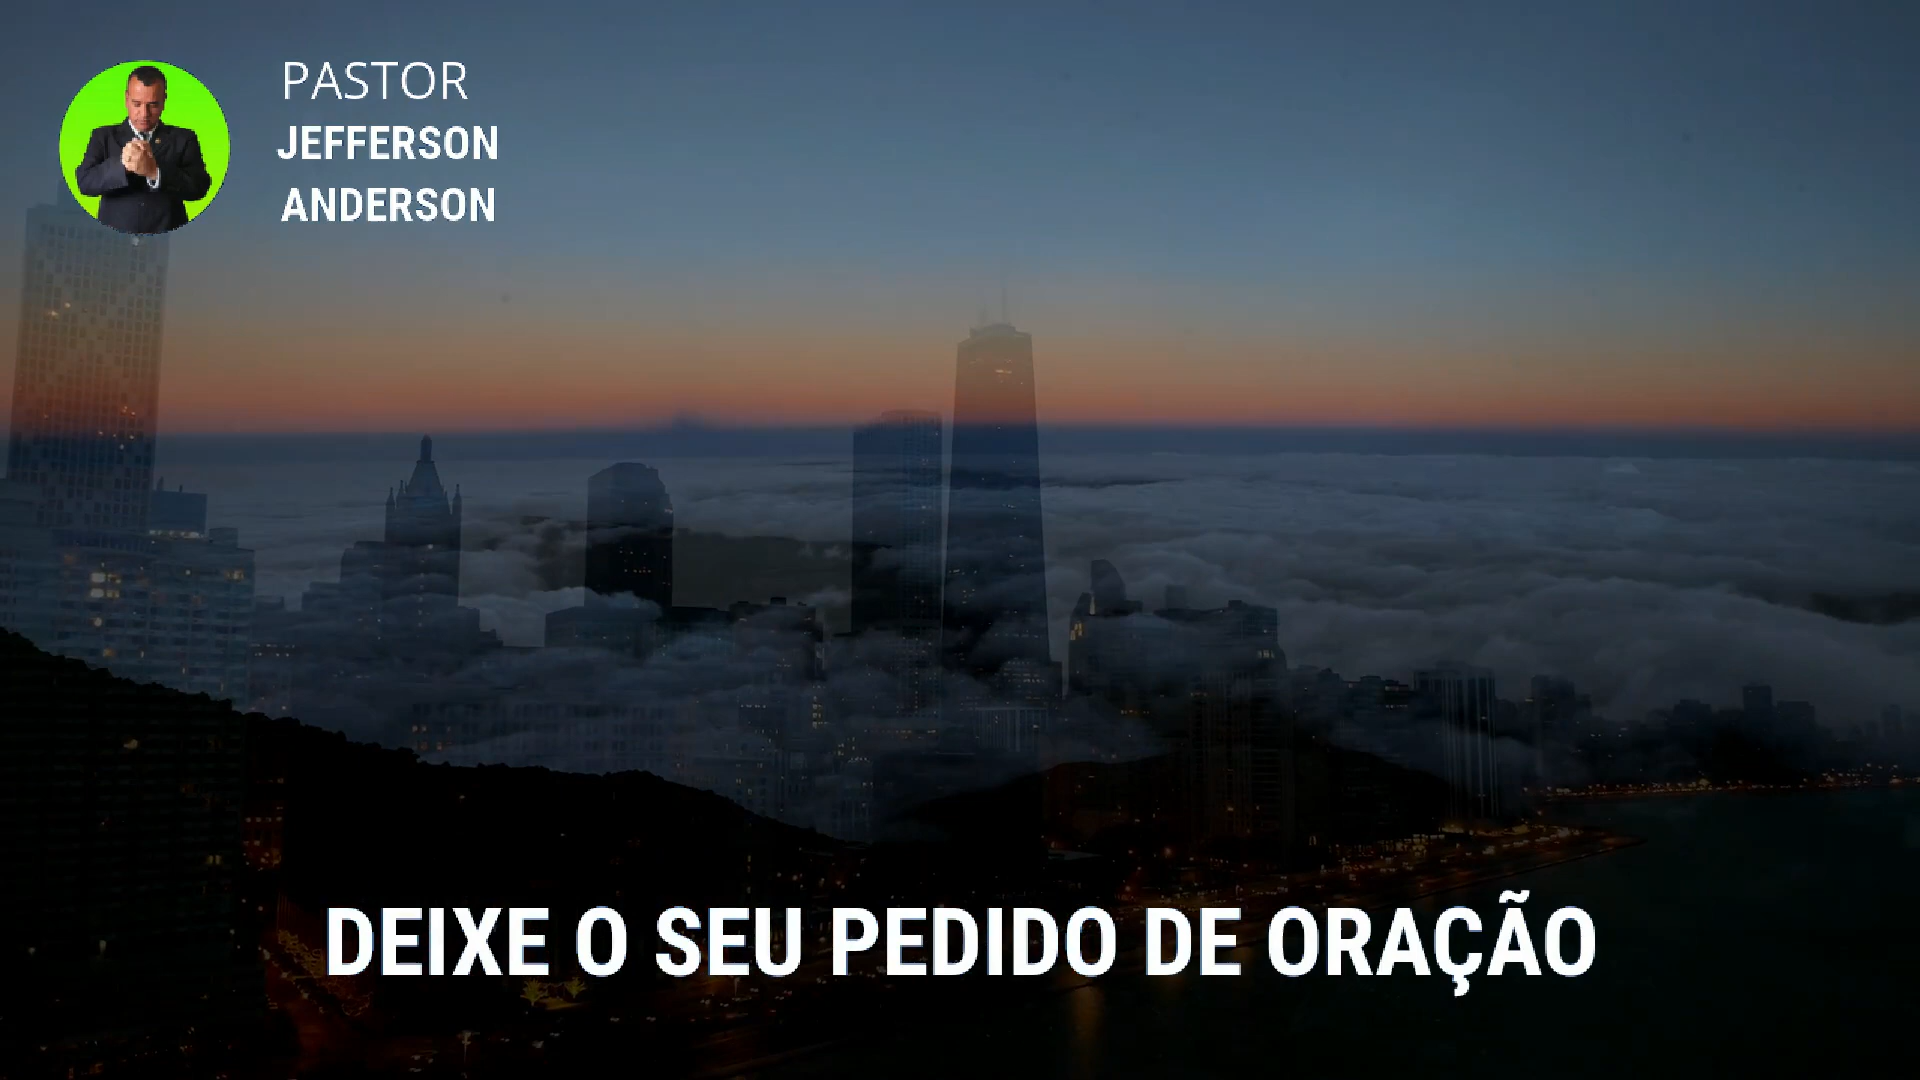 PASTOR
JEFFERSON
ANDERSON
DEIXE O SEU PEDIDO DE ORAÇÃO